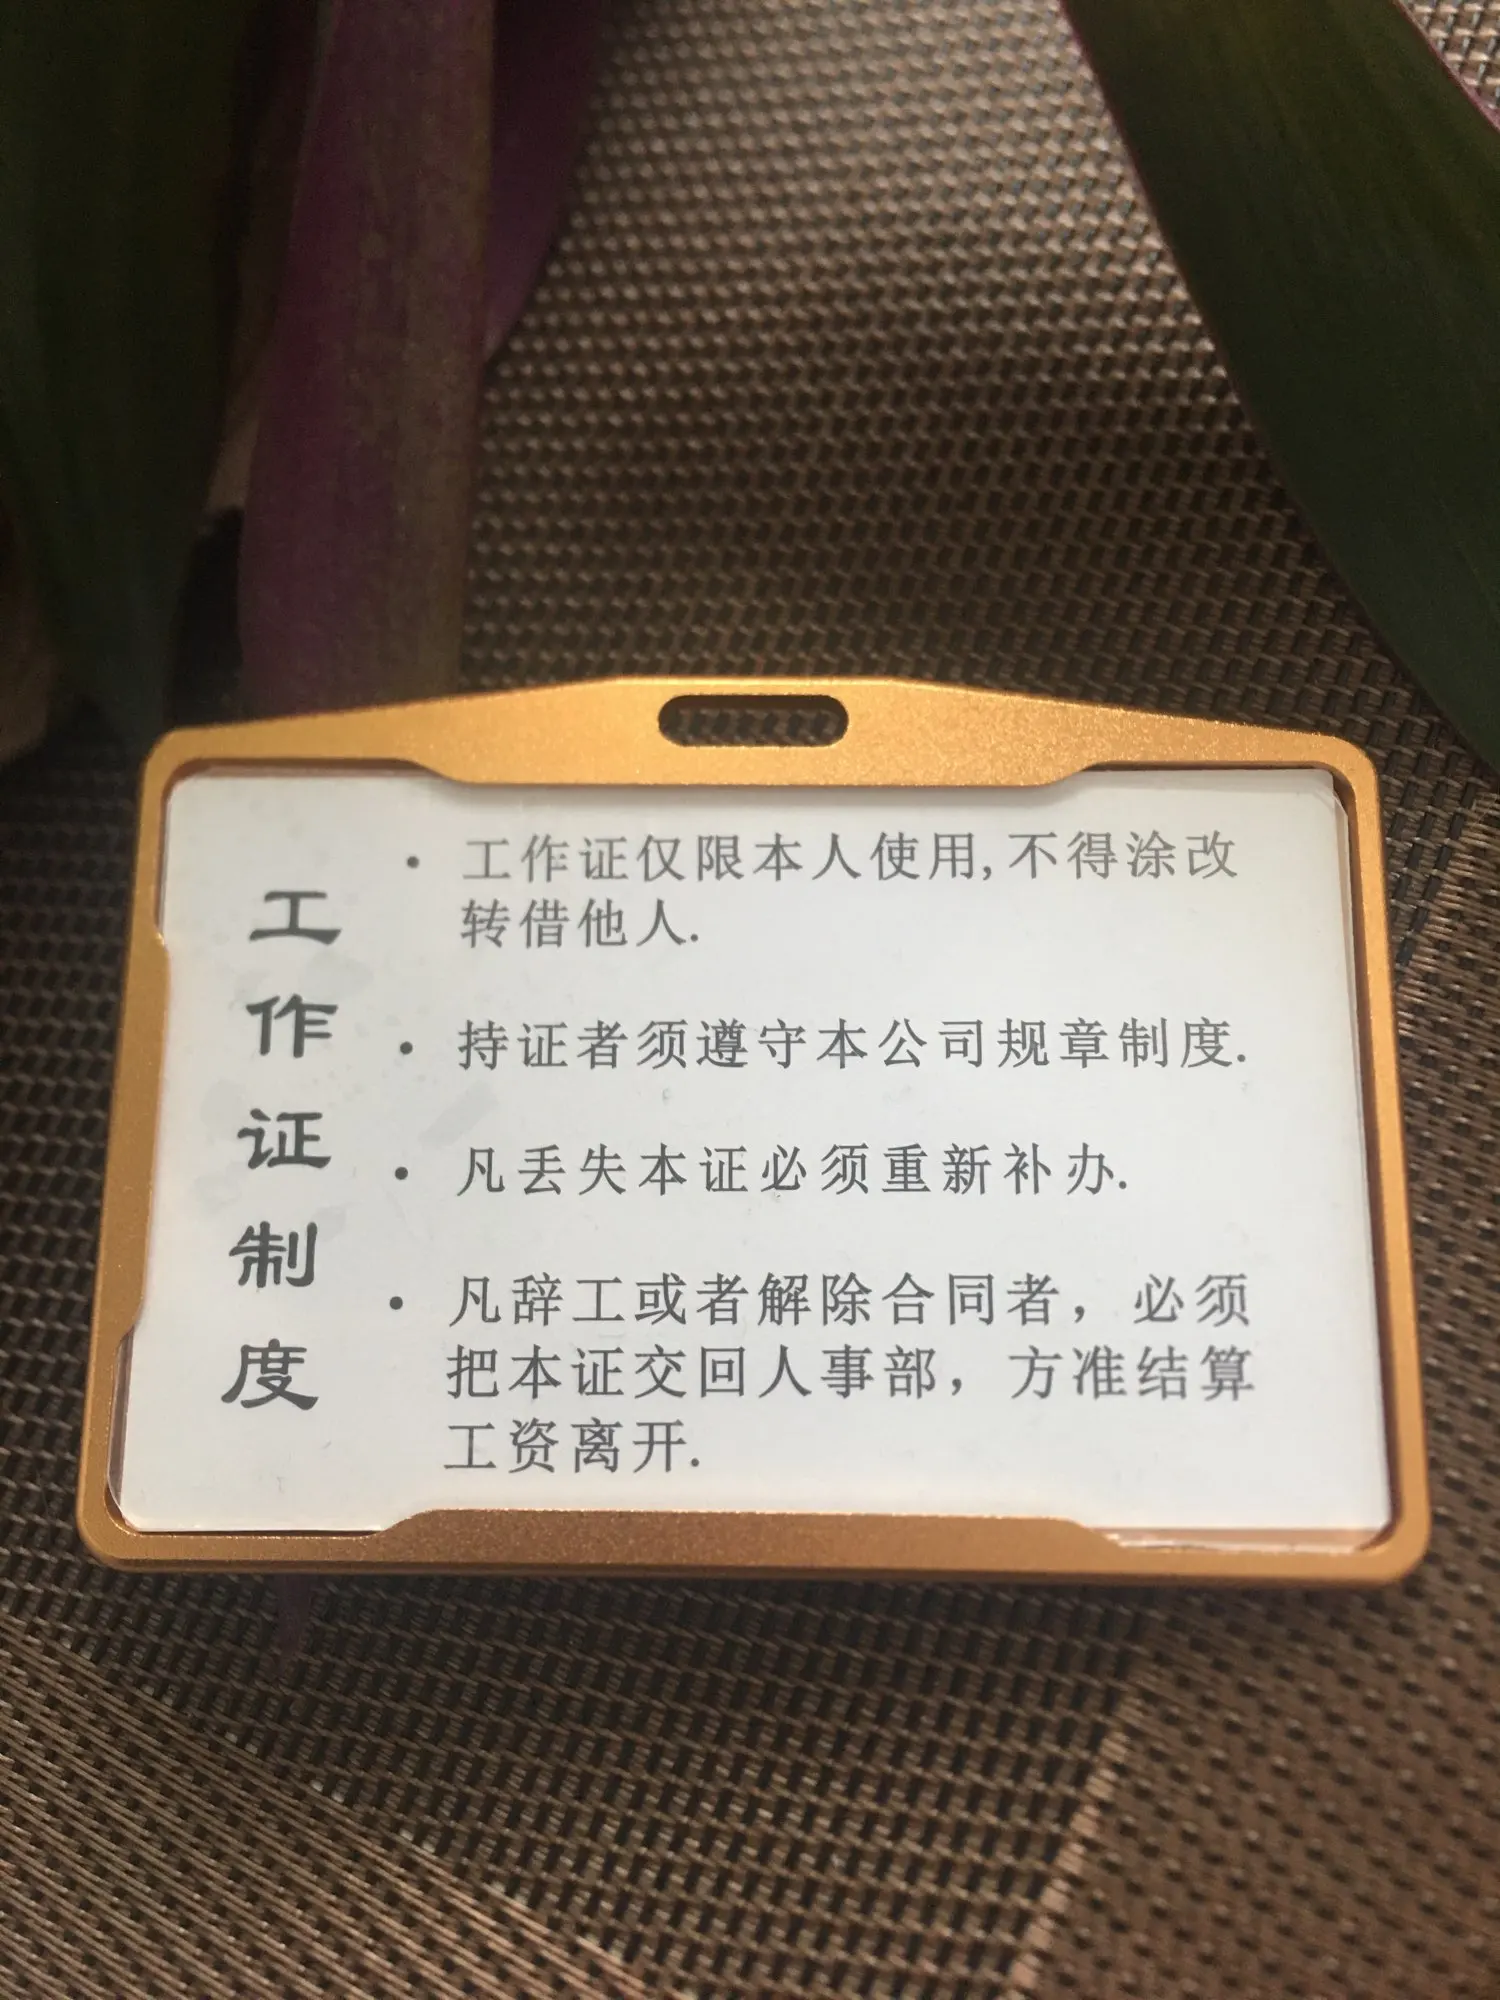 工作证制度
• 工作证仅限本人使用,不得涂改
转借他人.
• 持证者须遵守本公司规章制度.
• 凡丢失本证必须重新补办.
• 凡辞工或者解除合同者，必须
把本证交回人事部，方准结算
工资离开.